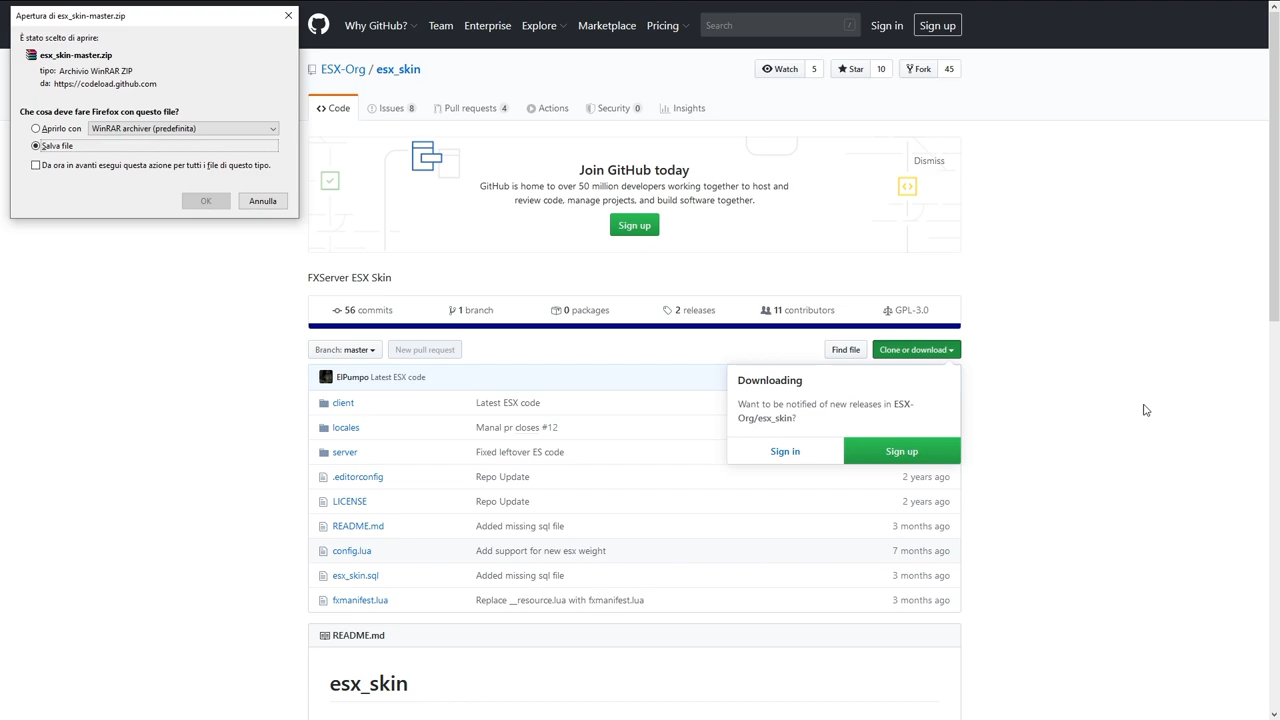 Apertura di esx_skin-master.zip
È stato scelto di aprire:
esx_skin-master.zip
tipo: Archivio WinRAR ZIP
da: https://codeload.github.com
Che cosa deve fare Firefox con questo file?
Aprirlo con WinRAR archiver (predefinita)
Salva file
Da ora in avanti esegui questa azione per tutti i file di questo tipo.
OK Annulla
Why GitHub? Team Enterprise Explore Marketplace Pricing Search / Sign in Sign up
ESX-Org / esx_skin Watch 5 Star 10 Fork 45
Code Issues 8 Pull requests 4 Actions Security 0 Insights
Dismiss
Join GitHub today
GitHub is home to over 50 million developers working together to host and
review code, manage projects, and build software together.
Sign up
FXServer ESX Skin
56 commits 1 branch 0 packages 2 releases 11 contributors GPL-3.0
Branch: master New pull request Find file Clone or download
ElPumpo Latest ESX code
Downloading
Want to be notified of new releases in ESX-
Org/esx_skin?
Sign in Sign up
client Latest ESX code
locales Manal pr closes #12
server Fixed leftover ES code
.editorconfig Repo Update 2 years ago
LICENSE Repo Update 2 years ago
README.md Added missing sql file 3 months ago
config.lua Add support for new esx weight 7 months ago
esx_skin.sql Added missing sql file 3 months ago
fxmanifest.lua Replace __resource.lua with fxmanifest.lua 3 months ago
README.md
esx_skin